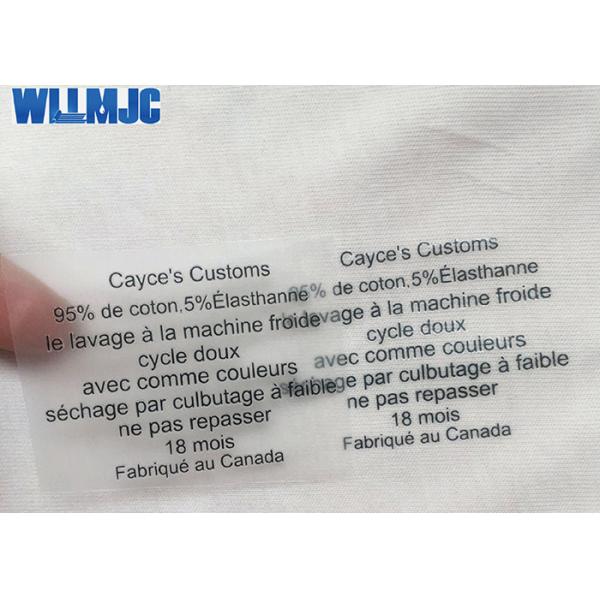 WLLMJC
Cayce's Customs
95% de coton,5%Élasthanne
le lavage à la machine froide
cycle doux
avec comme couleurs
séchage par culbutage à faible
ne pas repasser
18 mois
Fabriqué au Canada
Cayce's Customs
95% de coton,5%Élasthanne
le lavage à la machine froide
cycle doux
avec comme couleurs
séchage par culbutage à faible
ne pas repasser
18 mois
Fabriqué au Canada